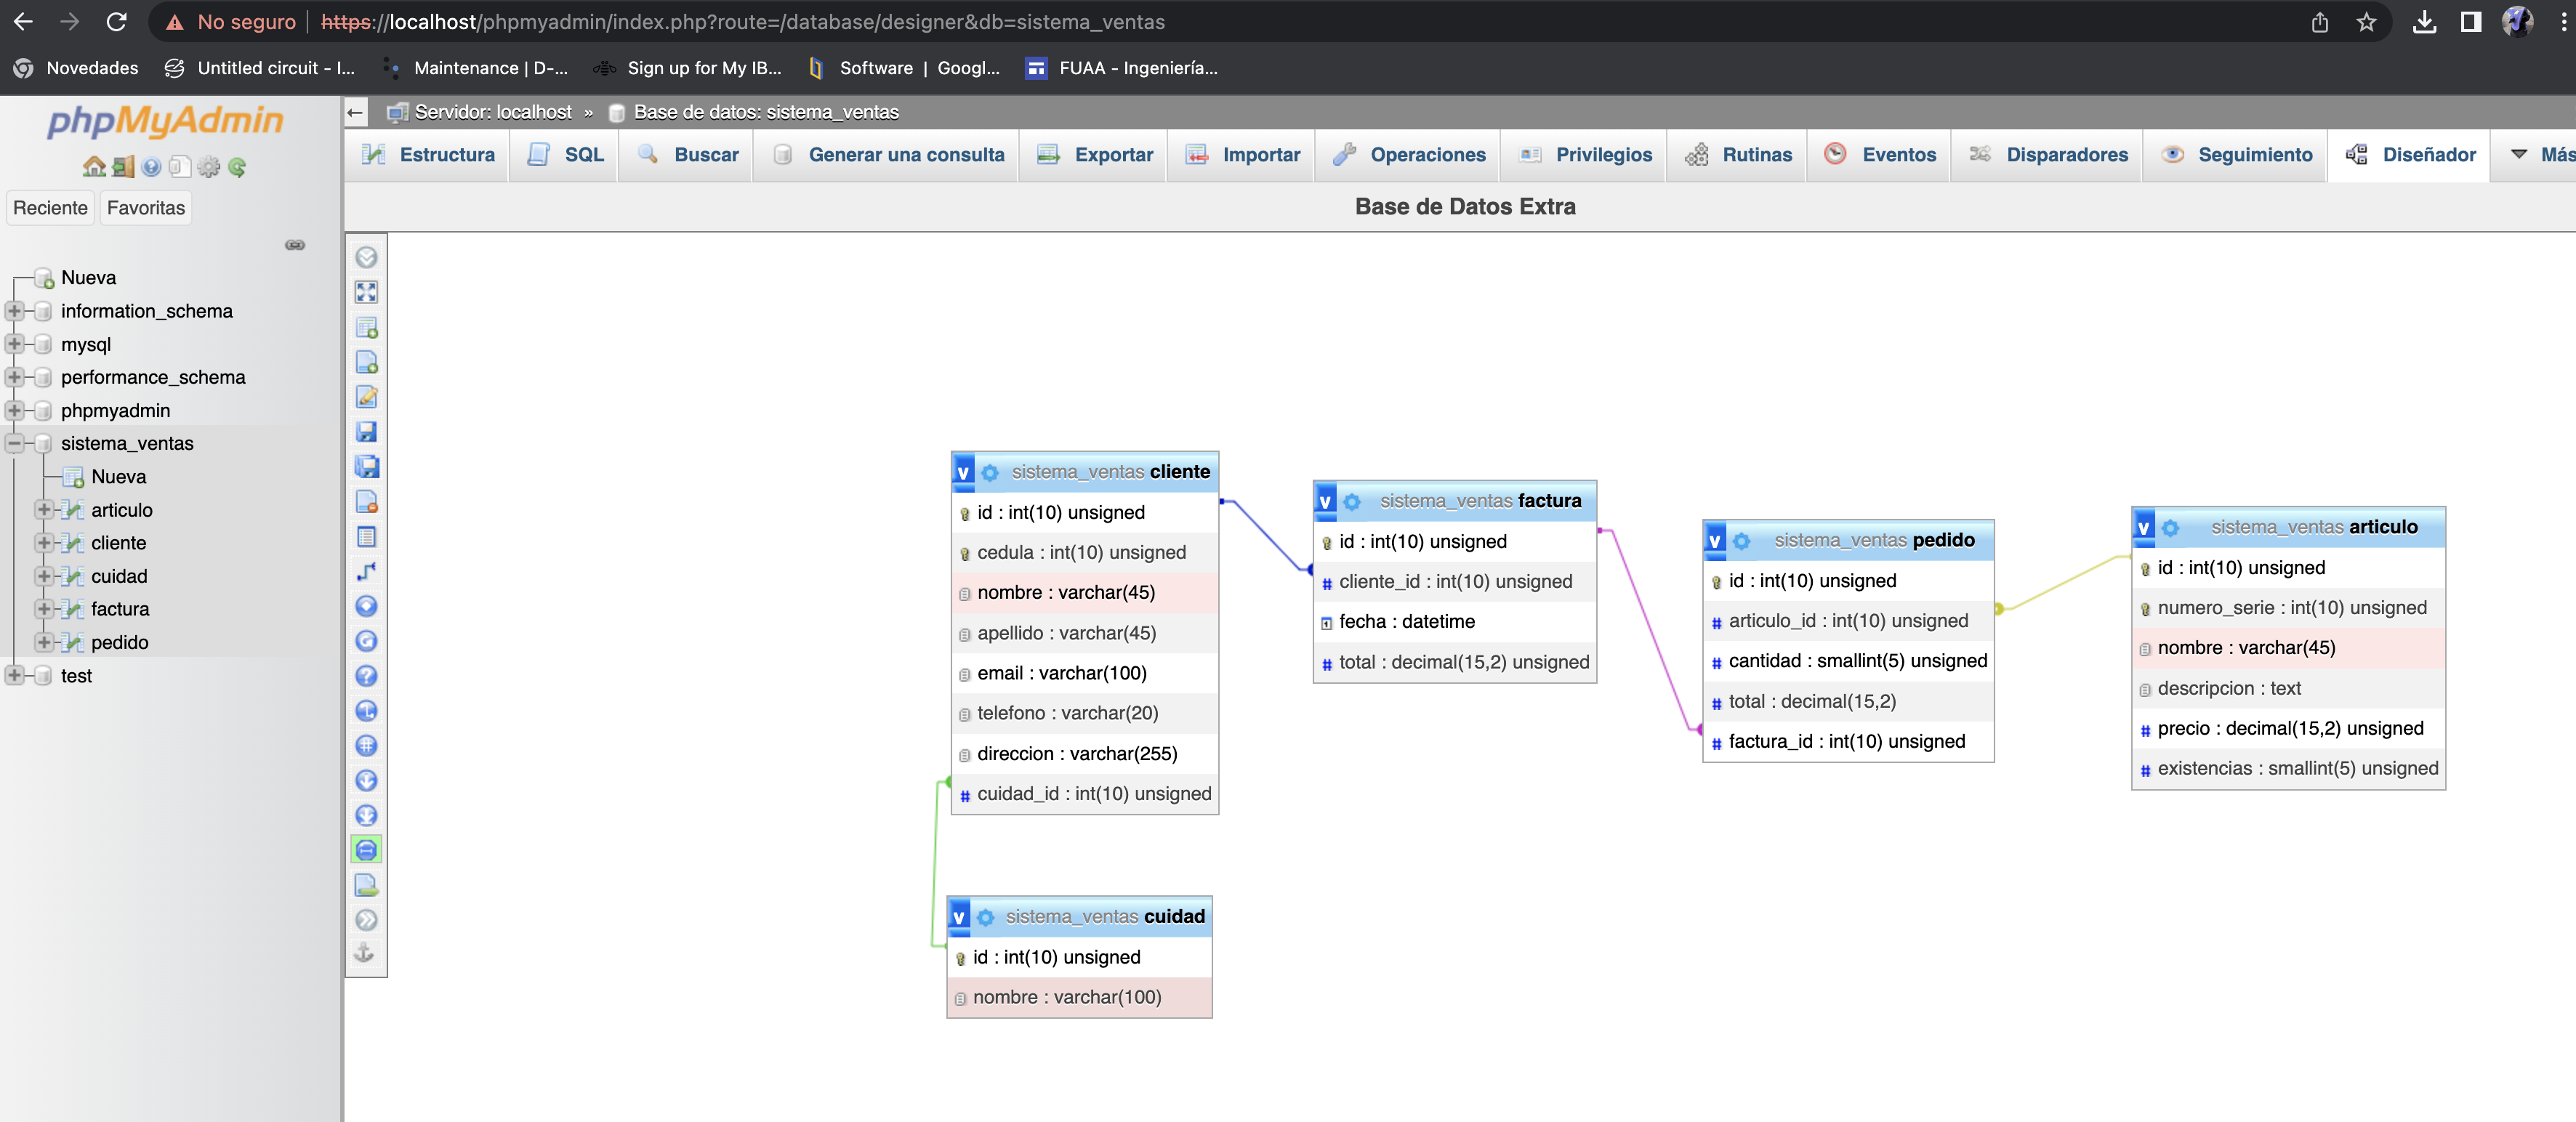 No seguro | https://localhost/phpmyadmin/index.php?route=/database/designer&db=sistema_ventas
Novedades Untitled circuit - I... Maintenance | D-... Sign up for My IB... Software | Googl... FUAA - Ingeniería...
phpMyAdmin
Reciente Favoritas
Nueva
information_schema
mysql
performance_schema
phpmyadmin
sistema_ventas
Nueva
articulo
cliente
cuidad
factura
pedido
test
Servidor: localhost » Base de datos: sistema_ventas
Estructura SQL Buscar Generar una consulta Exportar Importar Operaciones Privilegios Rutinas Eventos Disparadores Seguimiento Diseñador Más
Base de Datos Extra
v sistema_ventas cliente
id : int(10) unsigned
cedula : int(10) unsigned
nombre : varchar(45)
apellido : varchar(45)
email : varchar(100)
telefono : varchar(20)
direccion : varchar(255)
# cuidad_id : int(10) unsigned
v sistema_ventas cuidad
id : int(10) unsigned
nombre : varchar(100)
v sistema_ventas factura
id : int(10) unsigned
# cliente_id : int(10) unsigned
fecha : datetime
# total : decimal(15,2) unsigned
v sistema_ventas pedido
id : int(10) unsigned
# articulo_id : int(10) unsigned
# cantidad : smallint(5) unsigned
# total : decimal(15,2)
# factura_id : int(10) unsigned
v sistema_ventas articulo
id : int(10) unsigned
numero_serie : int(10) unsigned
nombre : varchar(45)
descripcion : text
# precio : decimal(15,2) unsigned
# existencias : smallint(5) unsigned